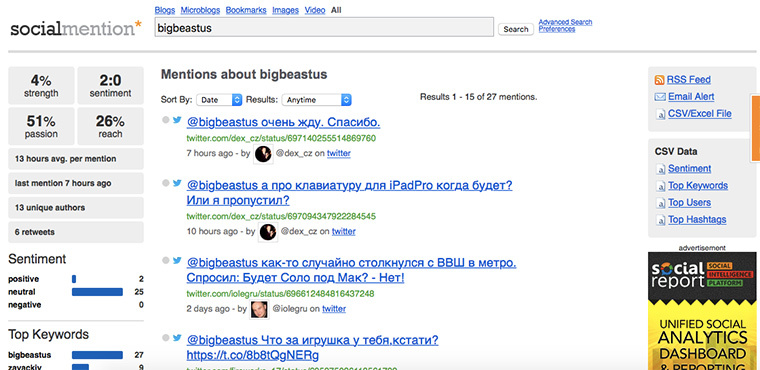 socialmention*
Blogs Microblogs Bookmarks Images Video All
bigbeastus
Search
Advanced Search
Preferences
4%
strength
2:0
sentiment
51%
passion
26%
reach
13 hours avg. per mention
last mention 7 hours ago
13 unique authors
6 retweets
Sentiment
positive 2
neutral 25
negative 0
Top Keywords
bigbeastus 27
zavackiy 9
Mentions about bigbeastus
Sort By: Date Results: Anytime
Results 1 - 15 of 27 mentions.
@bigbeastus очень жду. Спасибо.
twitter.com/dex_cz/status/697140255514869760
7 hours ago - by @dex_cz on twitter
@bigbeastus а про клавиатуру для iPadPro когда будет?
Или я пропустил?
twitter.com/dex_cz/status/697094347922284545
10 hours ago - by @dex_cz on twitter
@bigbeastus как-то случайно столкнулся с ВВШ в метро.
Спросил: Будет Соло под Мак? - Нет!
twitter.com/iolegru/status/696612484816437248
2 days ago - by @iolegru on twitter
@bigbeastus Что за игрушка у тебя,кстати?
https://t.co/8b8tQgNERg
RSS Feed
Email Alert
CSV/Excel File
CSV Data
Sentiment
Top Keywords
Top Users
Top Hashtags
advertisement
social
report
SOCIAL
INTELLIGENCE
PLATFORM
UNIFIED SOCIAL
ANALYTICS
DASHBOARD
& REPORTING